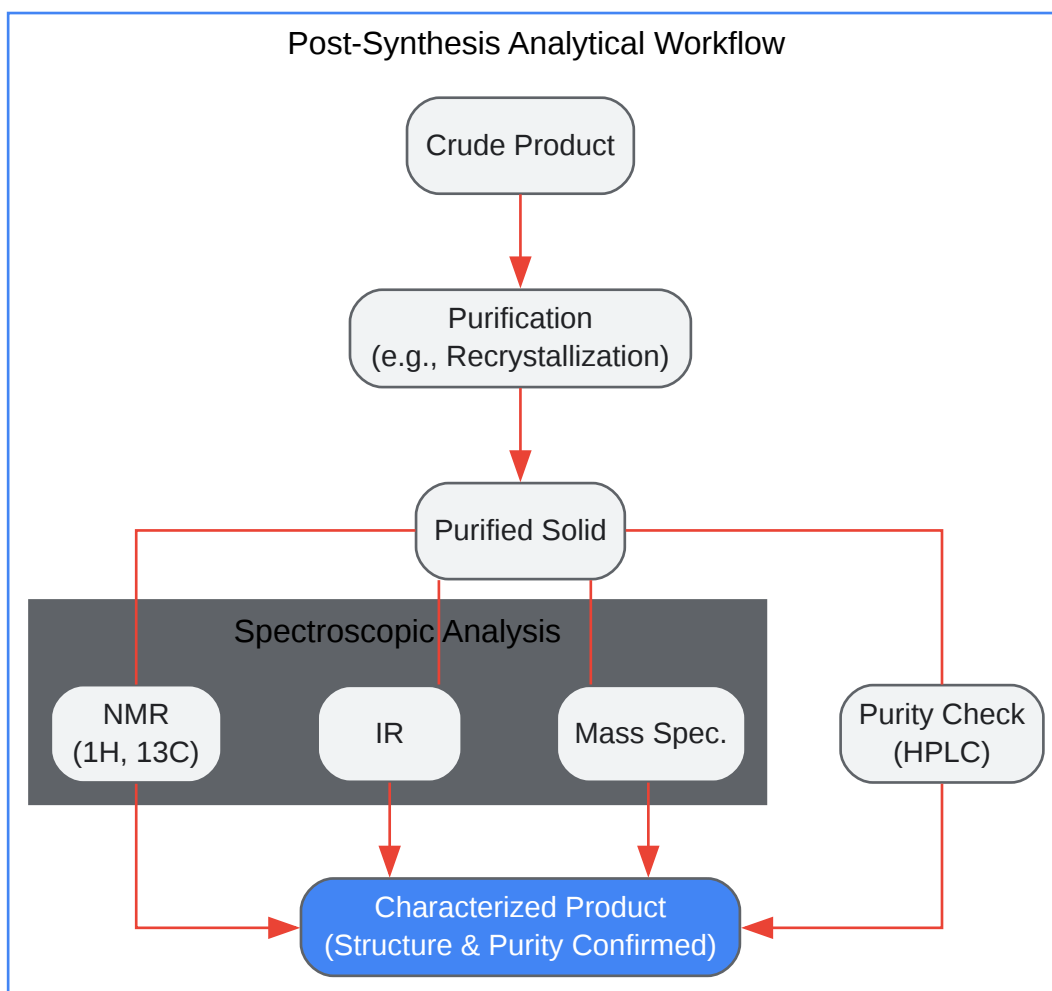 Post-Synthesis Analytical Workflow
Crude Product
Purification
(e.g., Recrystallization)
Purified Solid
Spectroscopic Analysis
NMR
(1H, 13C)
IR
Mass Spec.
Purity Check
(HPLC)
Characterized Product
(Structure & Purity Confirmed)